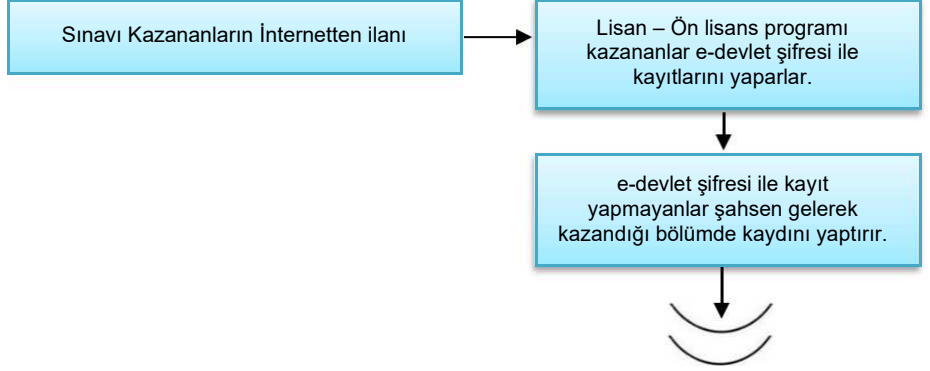 Sınavı Kazananların İnternetten ilanı
Lisan – Ön lisans programı
kazananlar e-devlet şifresi ile
kayıtlarını yaparlar.
e-devlet şifresi ile kayıt
yapmayanlar şahsen gelerek
kazandığı bölümde kaydını yaptırır.